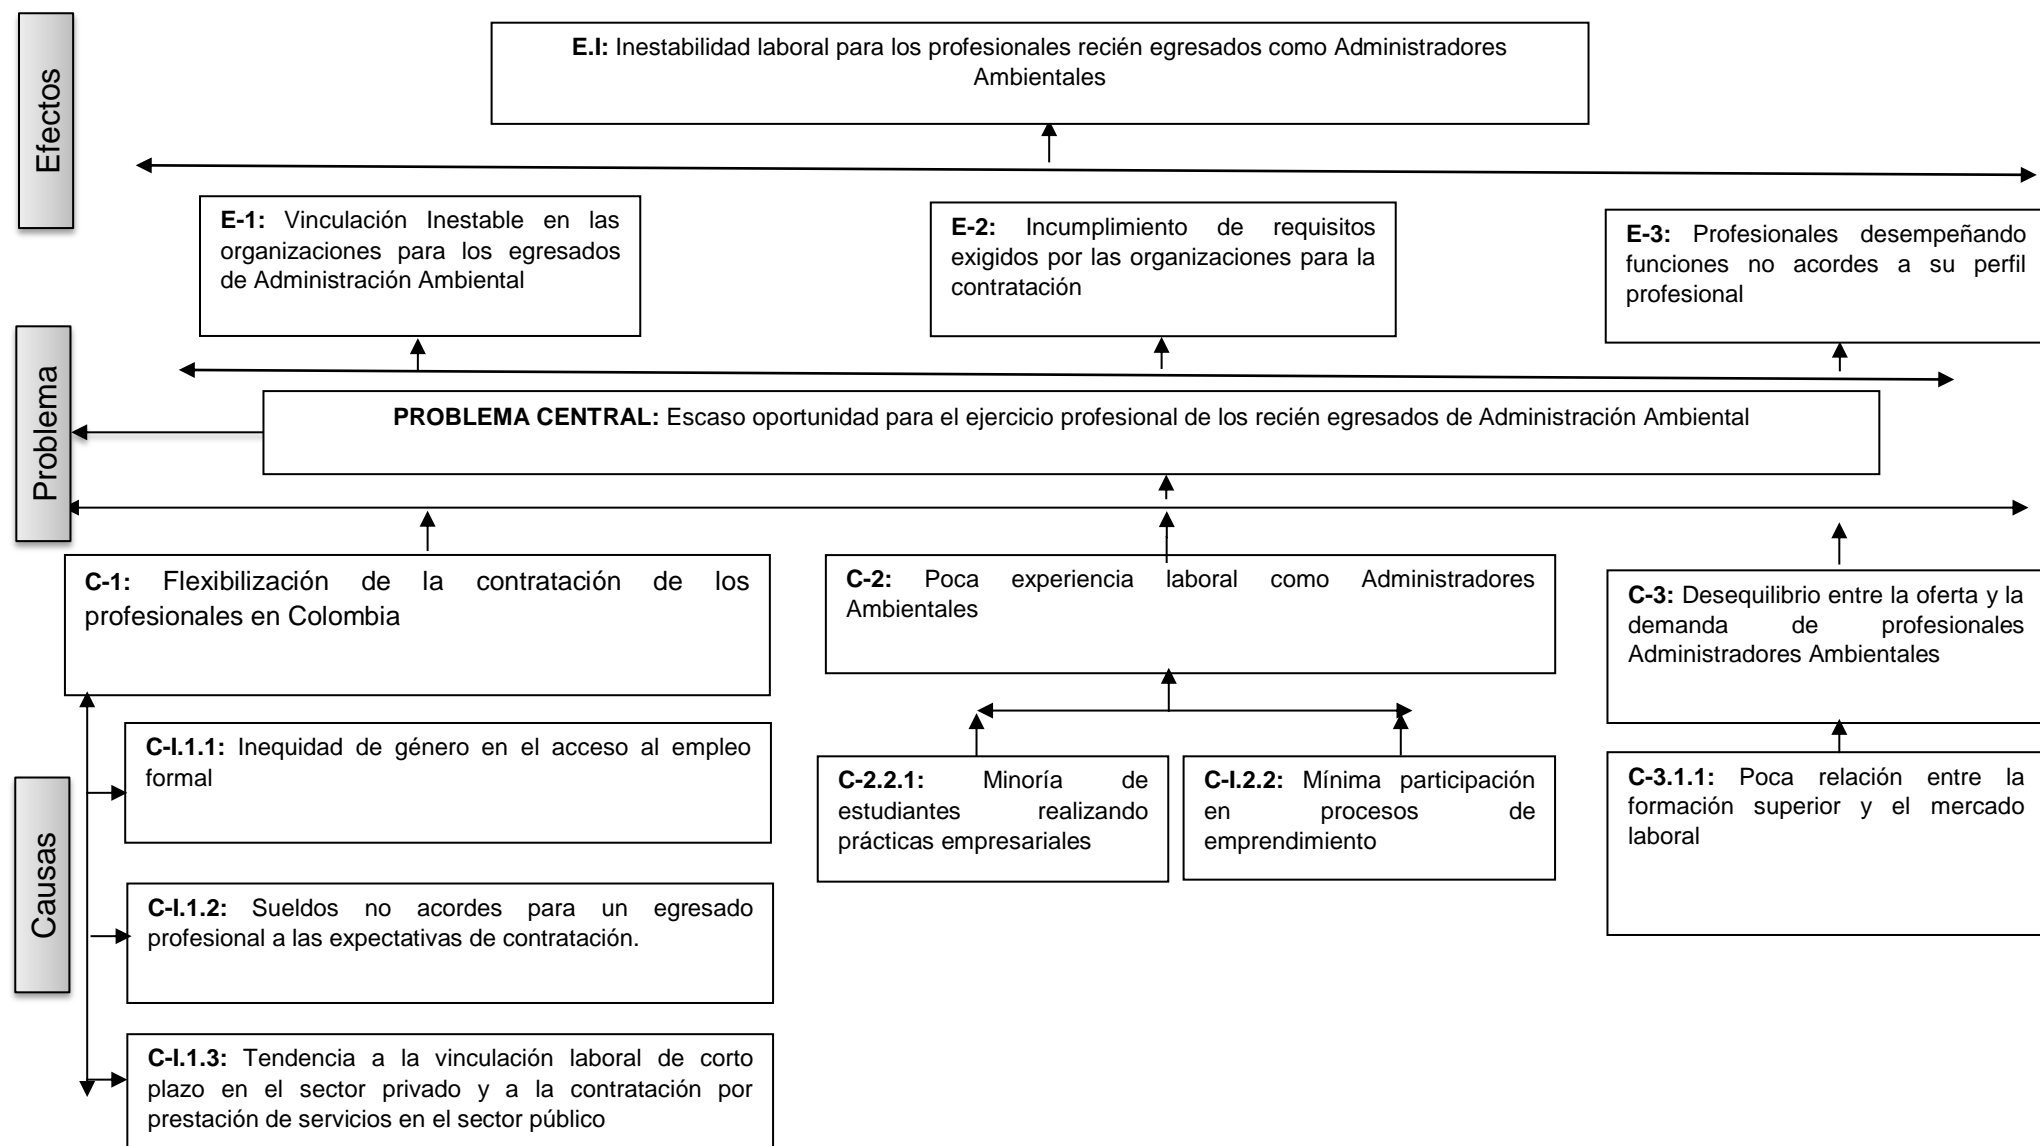 Efectos
E.I: Inestabilidad laboral para los profesionales recién egresados como Administradores
Ambientales
E-1: Vinculación Inestable en las
organizaciones para los egresados
de Administración Ambiental
E-2: Incumplimiento de requisitos
exigidos por las organizaciones para la
contratación
E-3: Profesionales desempeñando
funciones no acordes a su perfil
profesional
Problema
PROBLEMA CENTRAL: Escaso oportunidad para el ejercicio profesional de los recién egresados de Administración Ambiental
Causas
C-1: Flexibilización de la contratación de los
profesionales en Colombia
C-2: Poca experiencia laboral como Administradores
Ambientales
C-3: Desequilibrio entre la oferta y la
demanda de profesionales
Administradores Ambientales
C-I.1.1: Inequidad de género en el acceso al empleo
formal
C-2.2.1: Minoría de
estudiantes realizando
prácticas empresariales
C-I.2.2: Mínima participación
en procesos de
emprendimiento
C-3.1.1: Poca relación entre la
formación superior y el mercado
laboral
C-I.1.2: Sueldos no acordes para un egresado
profesional a las expectativas de contratación.
C-I.1.3: Tendencia a la vinculación laboral de corto
plazo en el sector privado y a la contratación por
prestación de servicios en el sector público